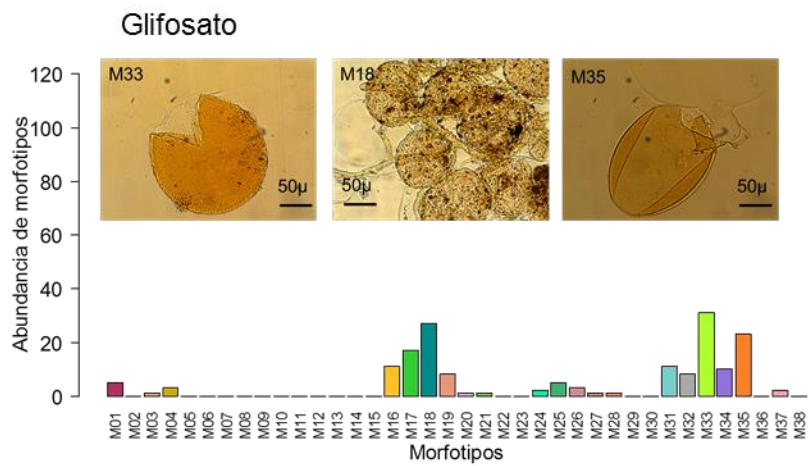 Glifosato
M33
50µ
M18
50µ
M35
50µ
Abundancia de morfotipos
120
100
80
60
40
20
0
M01
M02
M03
M04
M05
M06
M07
M08
M09
M10
M11
M12
M13
M14
M15
M16
M17
M18
M19
M20
M21
M22
M23
M24
M25
M26
M27
M28
M29
M30
M31
M32
M33
M34
M35
M36
M37
M38
Morfotipos